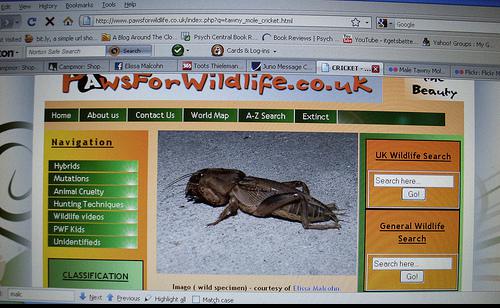 View History Bookmarks Tools Help
http://www.pawsforwildlife.co.uk/index.php?q=tawny_mole_cricket.html
Google
Visited bit.ly, a simple url sho A Blog Around The Clo Psych Central Book R Book Reviews | Psych YouTube - itgetsbette Yahoo! Groups : My G
Norton Safe Search Search Cards & Log-ins
Campmor: Shop Campmor: Shop Elissa Malcohn 365 Toots Thieleman Juno Message C CRICKET - Male Tawny Mol Flickr: Flickr M
PawsForWildlife.co.uk
Beauty
Home About us Contact Us World Map A-Z Search Extinct
Navigation
Hybrids
Mutations
Animal Cruelty
Hunting Techniques
Wildlife videos
PWF Kids
Unidentifieds
CLASSIFICATION
UK Wildlife Search
Search here...
Go!
General Wildlife
Search
Search here...
Go!
Imago ( wild specimen) - courtesy of Elissa Malcohn
malc Next Previous Highlight all Match case